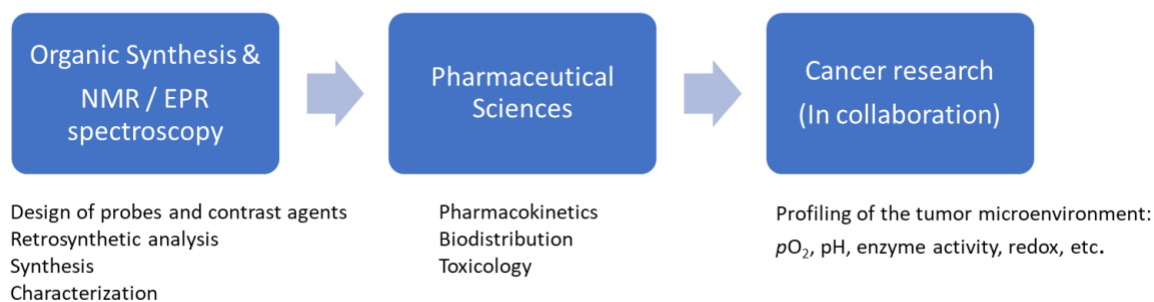 Organic Synthesis &
NMR / EPR
spectroscopy
Pharmaceutical
Sciences
Cancer research
(In collaboration)
Design of probes and contrast agents
Retrosynthetic analysis
Synthesis
Characterization
Pharmacokinetics
Biodistribution
Toxicology
Profiling of the tumor microenvironment:
pO₂, pH, enzyme activity, redox, etc.